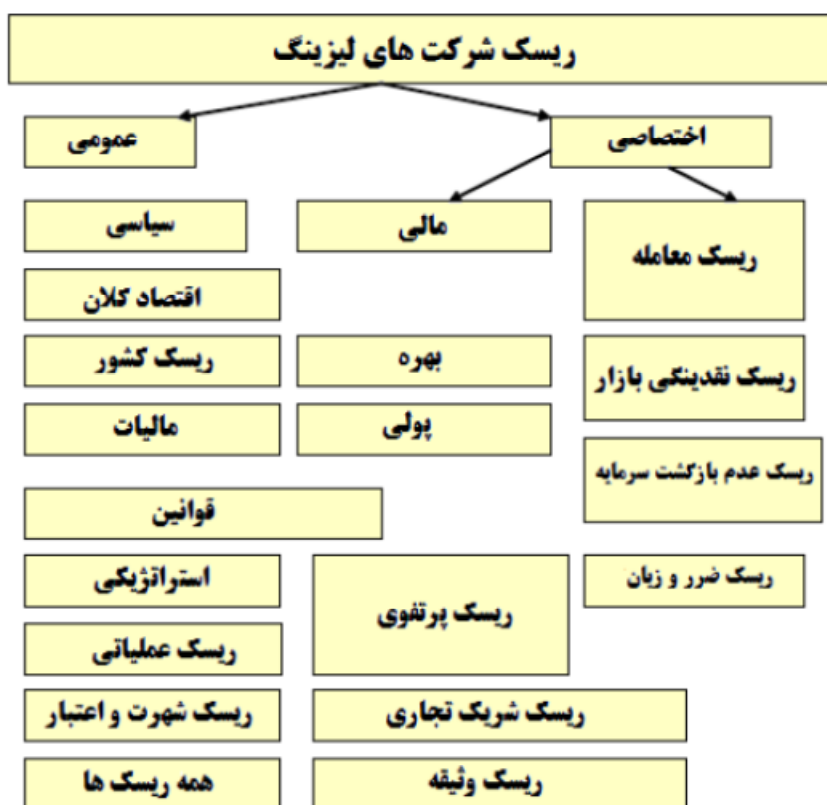 ریسک شرکت های لیزینگ
اختصاصی
عمومی
ریسک معامله
مالی
سیاسی
اقتصاد کلان
ریسک نقدینگی بازار
بهره
ریسک کشور
پولی
مالیات
ریسک عدم بازگشت سرمایه
قوانین
ریسک ضرر و زیان
ریسک پرتفوی
استراتژیکی
ریسک عملیاتی
ریسک شریک تجاری
ریسک شهرت و اعتبار
ریسک وثیقه
همه ریسک ها